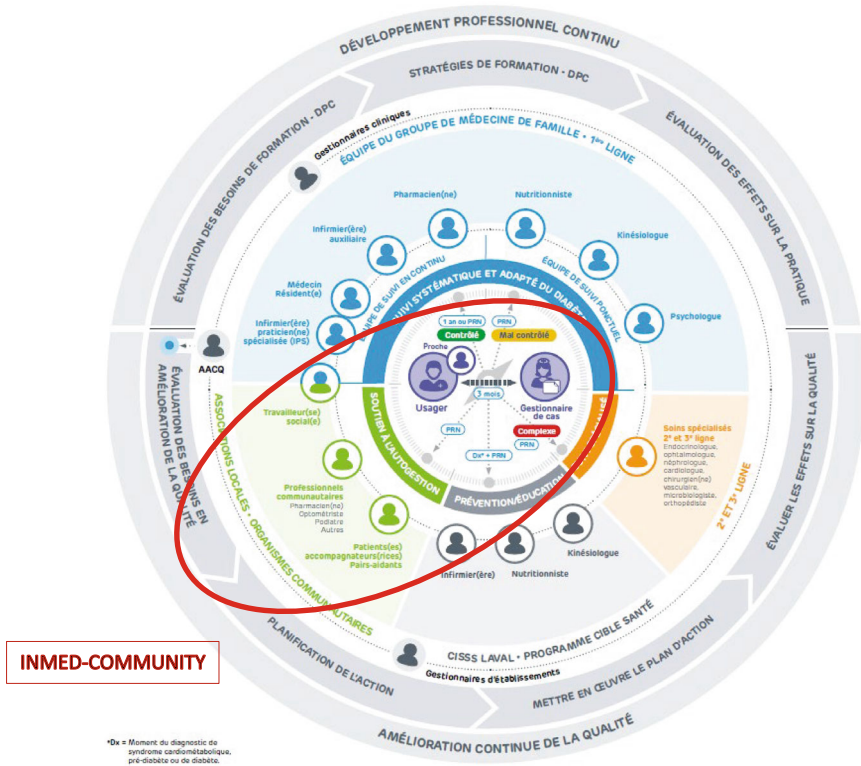 DÉVELOPPEMENT PROFESSIONNEL CONTINU
STRATÉGIES DE FORMATION - DPC
ÉVALUATION DES BESOINS DE FORMATION - DPC
ÉVALUATION DES EFFETS SUR LA PRATIQUE
Gestionnaires cliniques
ÉQUIPE DU GROUPE DE MÉDECINE DE FAMILLE • 1ère LIGNE
Pharmacien(ne)
Nutritionniste
Infirmier(ère)
auxiliaire
Kinésiologue
Médecin
Résident(e)
Psychologue
Infirmier(ère)
praticien(ne)
spécialisée (IPS)
ÉQUIPE DE SUIVI EN CONTINU
ÉQUIPE DE SUIVI PONCTUEL
SUIVI SYSTÉMATIQUE ET ADAPTÉ DU DIABÈTE
1 an ou PRN
PRN
Contrôlé
Mal contrôlé
Proche
AACQ
Usager
3 mois
Gestionnaire
de cas
Travailleur(se)
social(e)
PRN
Complexe
PRN
Dx* + PRN
SOUTIEN À L'AUTOGESTION
PRÉVENTION/ÉDUCATION
Soins spécialisés
2e et 3e ligne
Endocrinologue,
ophtalmologue,
néphrologue,
cardiologue,
chirurgien(ne)
vasculaire,
microbiologiste,
orthopédiste
2e ET 3e LIGNE
Professionnels
communautaires
Pharmacien(ne)
Optométriste
Podiatre
Autres
Patients(es)
accompagnateurs(rices)
Pairs-aidants
Infirmier(ère)
Nutritionniste
Kinésiologue
ASSOCIATIONS LOCALES • ORGANISMES COMMUNAUTAIRES
ÉVALUATION DES BESOINS EN
AMÉLIORATION DE LA QUALITÉ
ÉVALUER LES EFFETS SUR LA QUALITÉ
CISSS LAVAL • PROGRAMME CIBLE SANTÉ
Gestionnaires d'établissements
INMED-COMMUNITY
PLANIFICATION DE L'ACTION
METTRE EN ŒUVRE LE PLAN D'ACTION
AMÉLIORATION CONTINUE DE LA QUALITÉ
*Dx = Moment du diagnostic de
syndrome cardiométabolique,
pré-diabète ou de diabète.